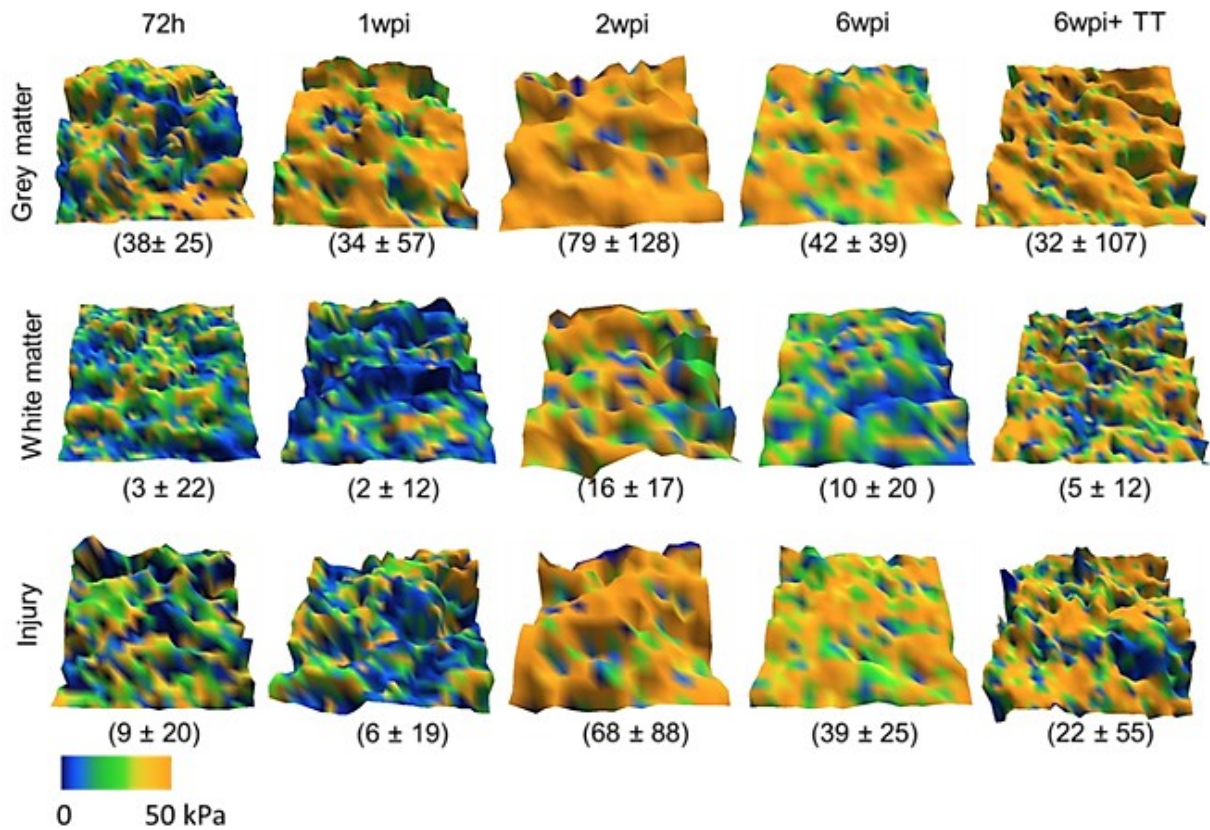 72h 1wpi 2wpi 6wpi 6wpi+ TT
Grey matter
(38± 25) (34 ± 57) (79 ± 128) (42 ± 39) (32 ± 107)
White matter
(3 ± 22) (2 ± 12) (16 ± 17) (10 ± 20 ) (5 ± 12)
Injury
(9 ± 20) (6 ± 19) (68 ± 88) (39 ± 25) (22 ± 55)
0 50 kPa